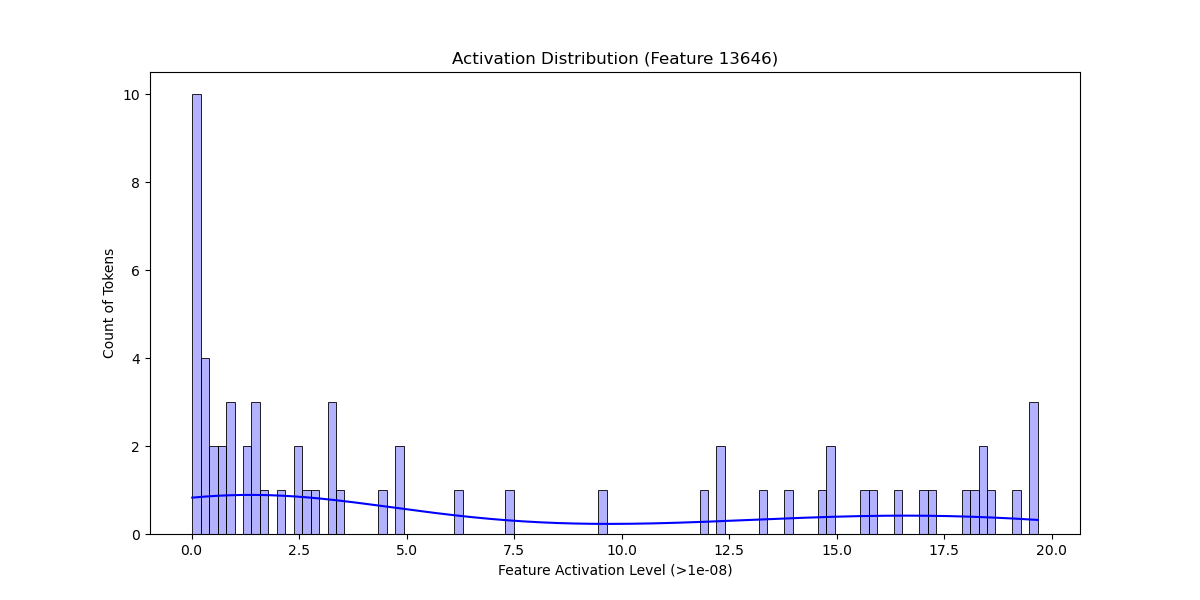 Activation Distribution (Feature 13646)
10
8
6
4
2
0
Count of Tokens
0.0 2.5 5.0 7.5 10.0 12.5 15.0 17.5 20.0
Feature Activation Level (>1e-08)